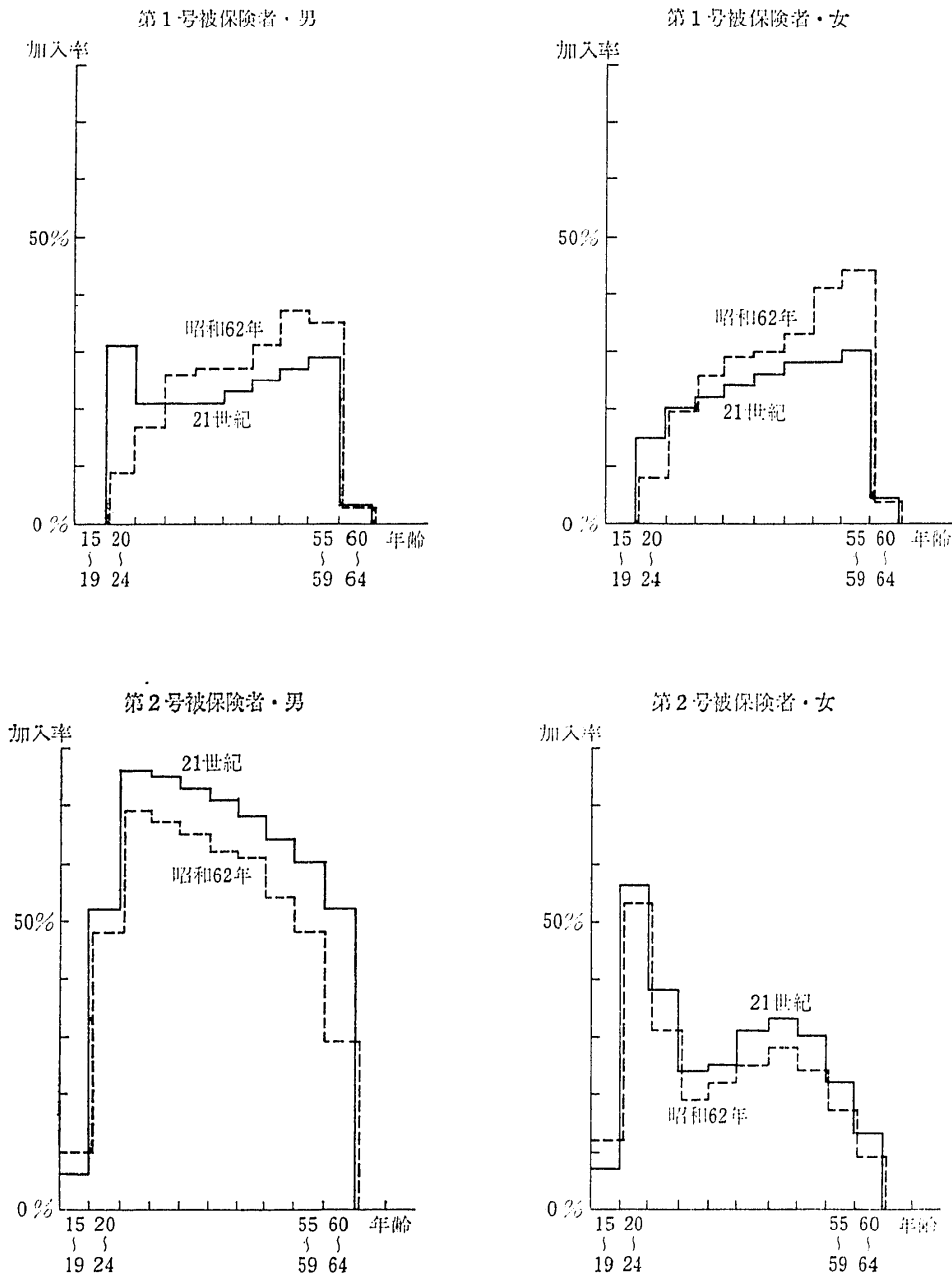 第1号被保険者・男
加入率
50%
昭和62年
21世紀
0%
15 20 55 60 年齢
〜 〜 〜 〜
19 24 59 64
第1号被保険者・女
加入率
50%
昭和62年
21世紀
0%
15 20 55 60 年齢
〜 〜 〜 〜
19 24 59 64
第2号被保険者・男
加入率
21世紀
昭和62年
50%
0%
15 20 55 60 年齢
〜 〜 〜 〜
19 24 59 64
第2号被保険者・女
加入率
50%
21世紀
昭和62年
0%
15 20 55 60 年齢
〜 〜 〜 〜
19 24 59 64